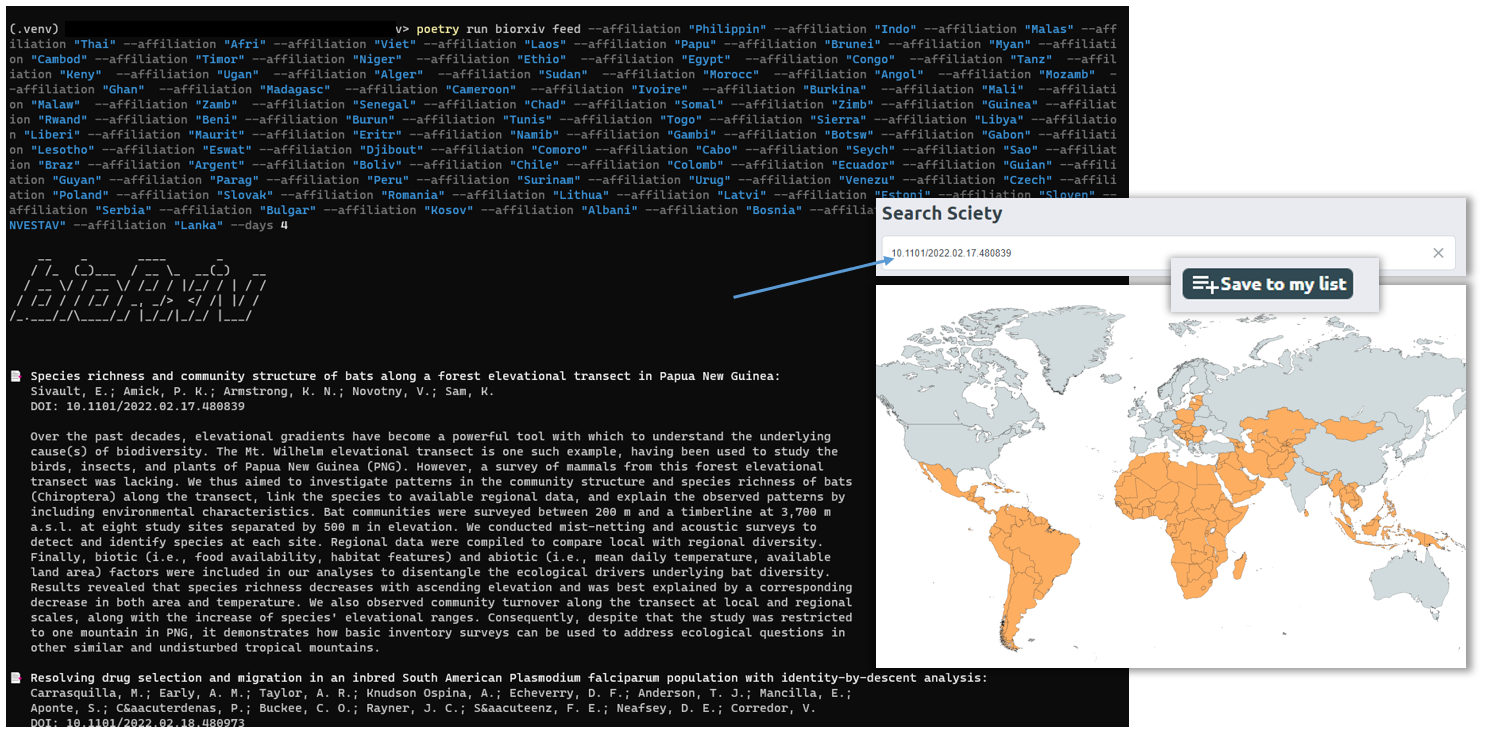 (.venv) v> poetry run biorxiv feed --affiliation "Philippin" --affiliation "Indo" --affiliation "Malas" --aff
iliation "Thai" --affiliation "Afri" --affiliation "Viet" --affiliation "Laos" --affiliation "Papu" --affiliation "Brunei" --affiliation "Myan" --affiliati
on "Cambod" --affiliation "Timor" --affiliation "Niger" --affiliation "Ethio" --affiliation "Egypt" --affiliation "Congo" --affiliation "Tanz" --affil
iation "Keny" --affiliation "Ugan" --affiliation "Alger" --affiliation "Sudan" --affiliation "Morocc" --affiliation "Angol" --affiliation "Mozamb" -
-affiliation "Ghan" --affiliation "Madagasc" --affiliation "Cameroon" --affiliation "Ivoire" --affiliation "Burkina" --affiliation "Mali" --affiliati
on "Malaw" --affiliation "Zamb" --affiliation "Senegal" --affiliation "Chad" --affiliation "Somal" --affiliation "Zimb" --affiliation "Guinea" --affiliat
ion "Rwand" --affiliation "Beni" --affiliation "Burun" --affiliation "Tunis" --affiliation "Togo" --affiliation "Sierra" --affiliation "Libya" --affiliatio
n "Liberi" --affiliation "Maurit" --affiliation "Eritr" --affiliation "Namib" --affiliation "Gambi" --affiliation "Botsw" --affiliation "Gabon" --affiliati
on "Lesotho" --affiliation "Eswat" --affiliation "Djibout" --affiliation "Comoro" --affiliation "Cabo" --affiliation "Seych" --affiliation "Sao" --affiliat
ion "Braz" --affiliation "Argent" --affiliation "Boliv" --affiliation "Chile" --affiliation "Colomb" --affiliation "Ecuador" --affiliation "Guian" --affili
ation "Guyan" --affiliation "Parag" --affiliation "Peru" --affiliation "Surinam" --affiliation "Urug" --affiliation "Venezu" --affiliation "Czech" --affili
ation "Poland" --affiliation "Slovak --affiliation "Romania" --affiliation "Lithua" --affiliation "Latvi" --affiliation "Estoni" --affiliation "Sloven" --
affiliation "Serbia" --affiliation "Bulgar" --affiliation "Kosov" --affiliation "Albani" --affiliation "Bosnia" --affiliat
NVESTAV" --affiliation "Lanka" --days 4
Search Sciety
10.1101/2022.02.17.480839
Save to my list
bioRxiv
Species richness and community structure of bats along a forest elevational transect in Papua New Guinea:
Sivault, E.; Amick, P. K.; Armstrong, K. N.; Novotny, V.; Sam, K.
DOI: 10.1101/2022.02.17.480839
Over the past decades, elevational gradients have become a powerful tool with which to understand the underlying
cause(s) of biodiversity. The Mt. Wilhelm elevational transect is one such example, having been used to study the
birds, insects, and plants of Papua New Guinea (PNG). However, a survey of mammals from this forest elevational
transect was lacking. We thus aimed to investigate patterns in the community structure and species richness of bats
(Chiroptera) along the transect, link the species to available regional data, and explain the observed patterns by
including environmental characteristics. Bat communities were surveyed between 200 m and a timberline at 3,700 m
a.s.l. at eight study sites separated by 500 m in elevation. We conducted mist-netting and acoustic surveys to
detect and identify species at each site. Regional data were compiled to compare local with regional diversity.
Finally, biotic (i.e., food availability, habitat features) and abiotic (i.e., mean daily temperature, available
land area) factors were included in our analyses to disentangle the ecological drivers underlying bat diversity.
Results revealed that species richness decreases with ascending elevation and was best explained by a corresponding
decrease in both area and temperature. We also observed community turnover along the transect at local and regional
scales, along with the increase of species' elevational ranges. Consequently, despite that the study was restricted
to one mountain in PNG, it demonstrates how basic inventory surveys can be used to address ecological questions in
other similar and undisturbed tropical mountains.
Resolving drug selection and migration in an inbred South American Plasmodium falciparum population with identity-by-descent analysis:
Carrasquilla, M.; Early, A. M.; Taylor, A. R.; Knudson Ospina, A.; Echeverry, D. F.; Anderson, T. J.; Mancilla, E.;
Aponte, S.; C&aacuterdenas, P.; Buckee, C. O.; Rayner, J. C.; S&aacuteenz, F. E.; Neafsey, D. E.; Corredor, V.
DOI: 10.1101/2022.02.18.480973